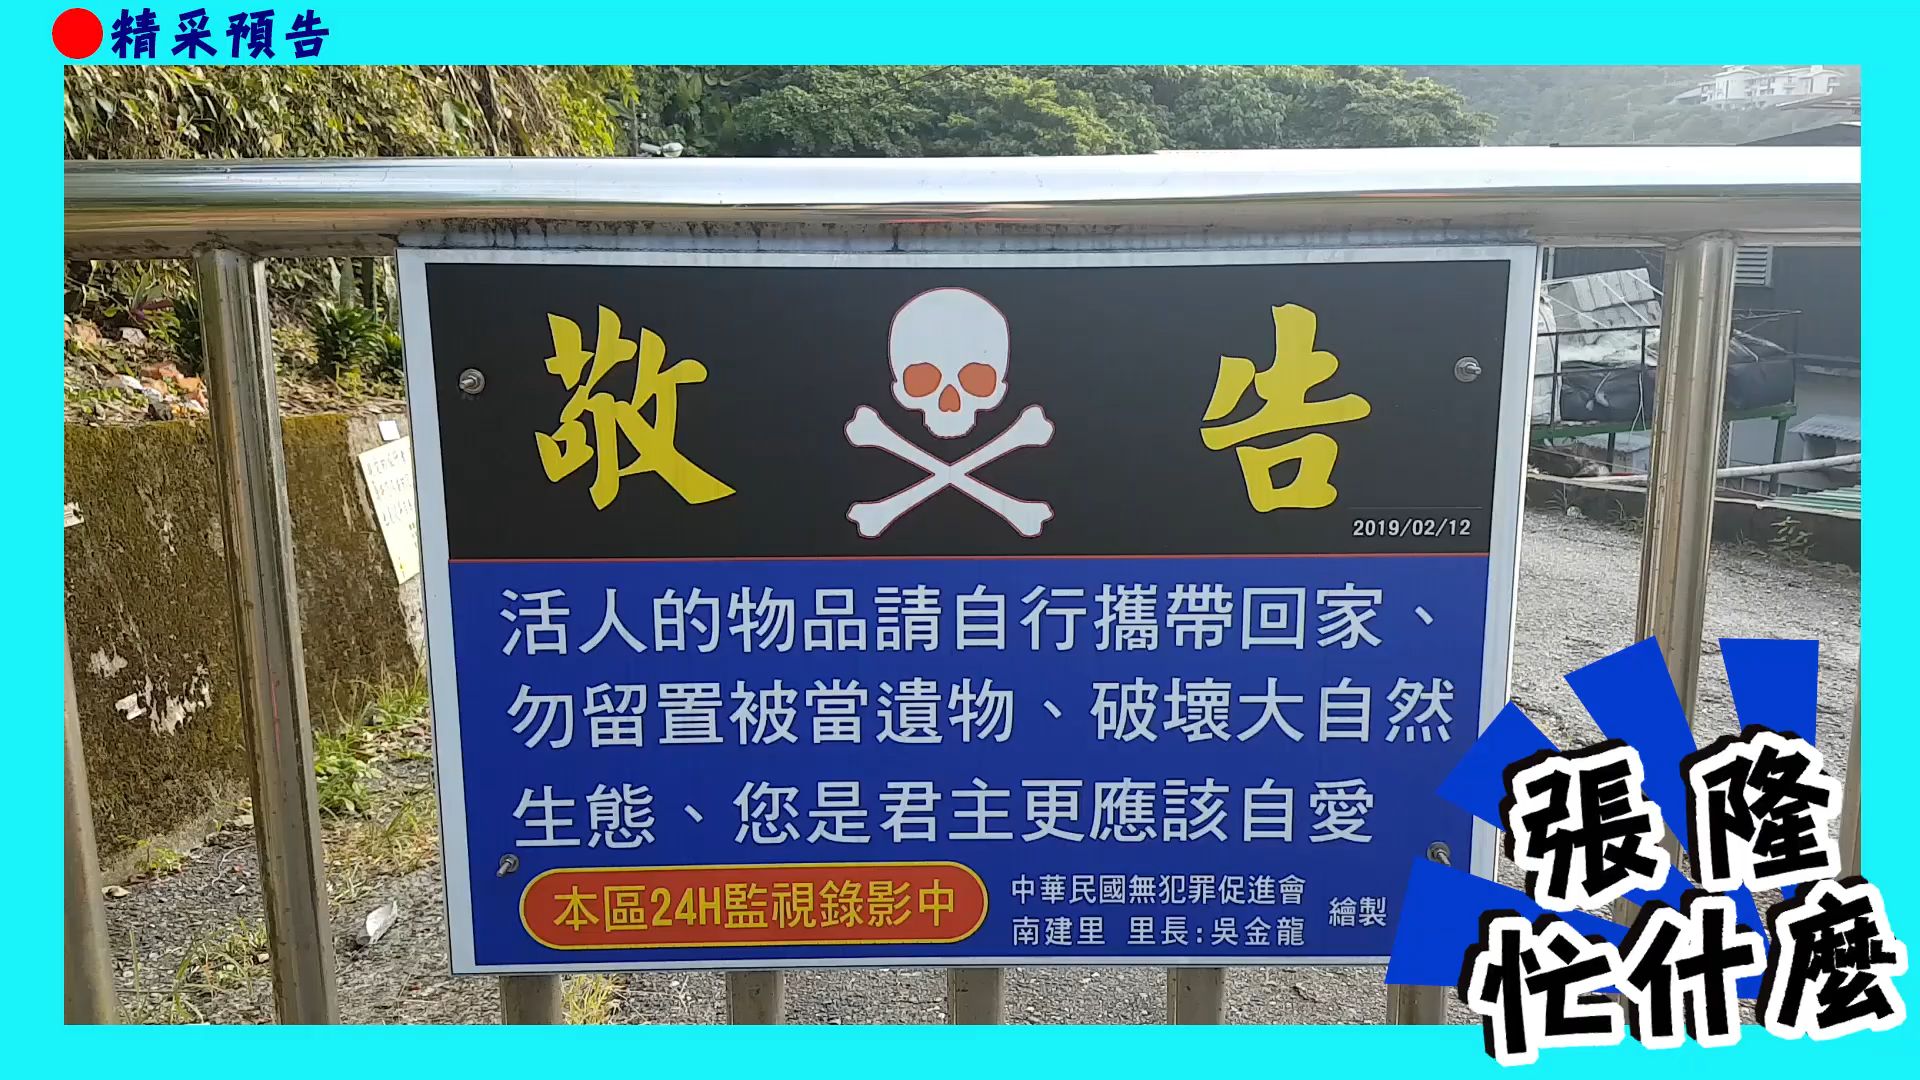 精采預告
敬告
2019/02/12
活人的物品請自行攜帶回家、
勿留置被當遺物、破壞大自然
生態、您是君主更應該自愛
本區24H監視錄影中
中華民國無犯罪促進會
南建里 里長:吳金龍
繪製
張隆
忙什麼